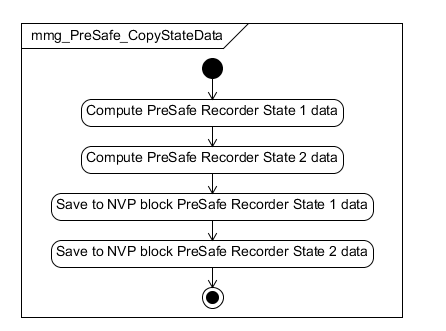 mmg_PreSafe_CopyStateData
Compute PreSafe Recorder State 1 data
Compute PreSafe Recorder State 2 data
Save to NVP block PreSafe Recorder State 1 data
Save to NVP block PreSafe Recorder State 2 data